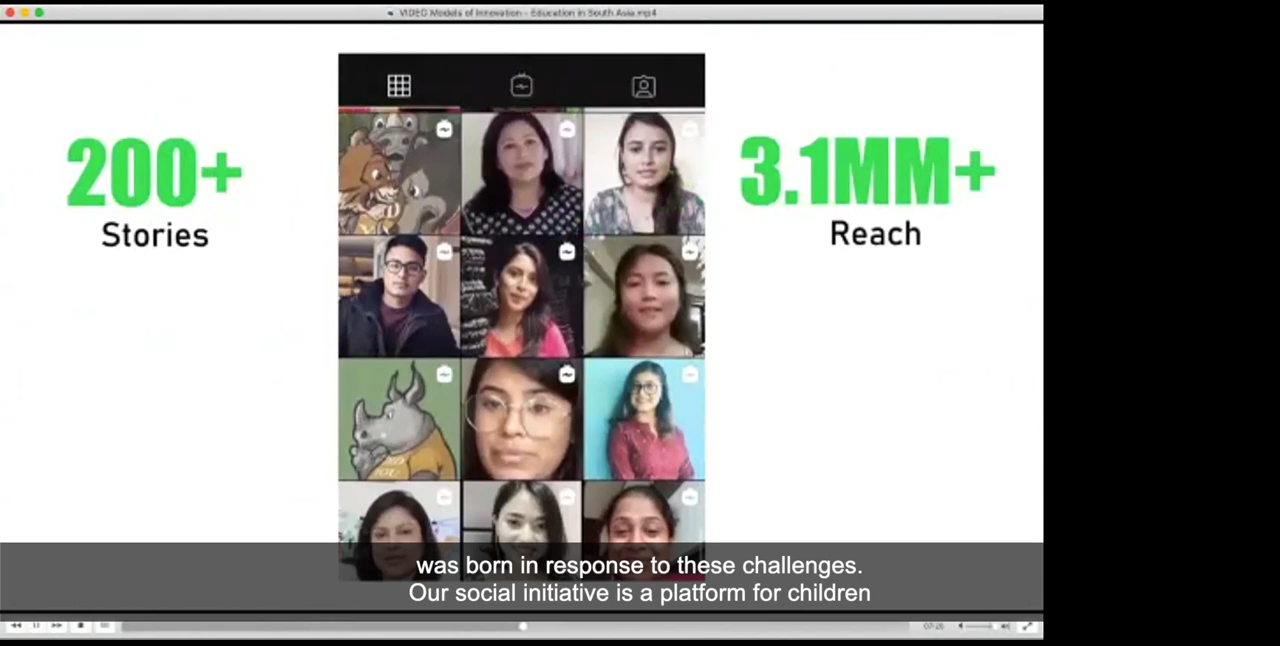 VIDEO Models of Innovation - Education in South Asia.mp4
200+
Stories
3.1MM+
Reach
was born in response to these challenges.
Our social initiative is a platform for children